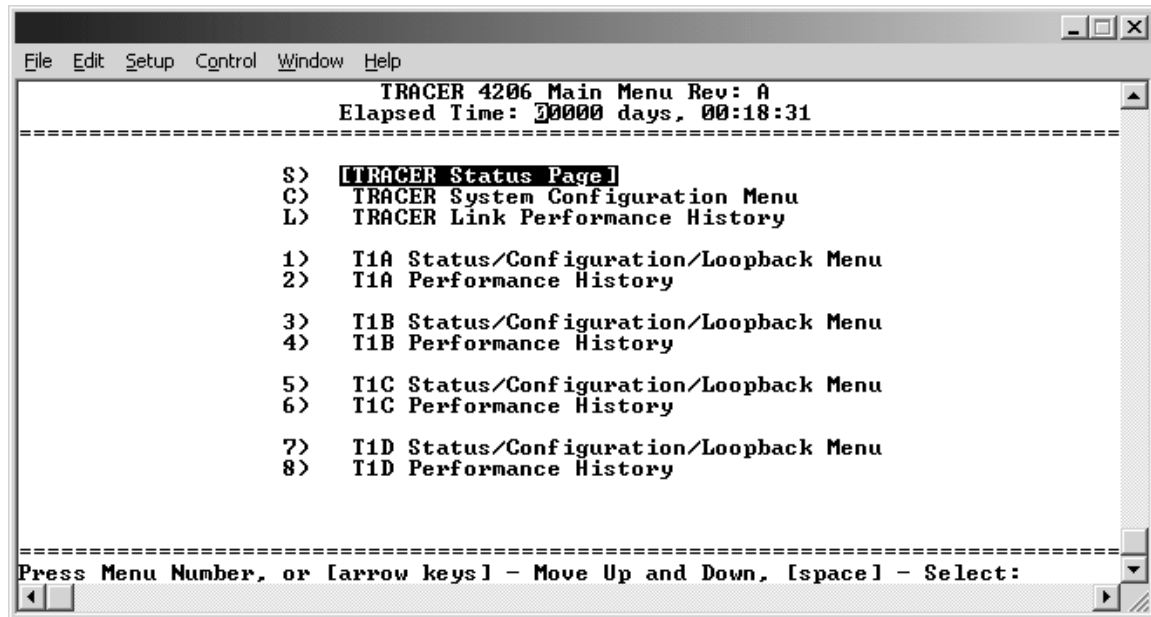 File Edit Setup Control Window Help
TRACER 4206 Main Menu Rev: A
Elapsed Time: 00000 days, 00:18:31
================================================================================
S) [TRACER Status Page]
C) TRACER System Configuration Menu
L) TRACER Link Performance History
1) T1A Status/Configuration/Loopback Menu
2) T1A Performance History
3) T1B Status/Configuration/Loopback Menu
4) T1B Performance History
5) T1C Status/Configuration/Loopback Menu
6) T1C Performance History
7) T1D Status/Configuration/Loopback Menu
8) T1D Performance History
================================================================================
Press Menu Number, or [arrow keys] - Move Up and Down, [space] - Select: